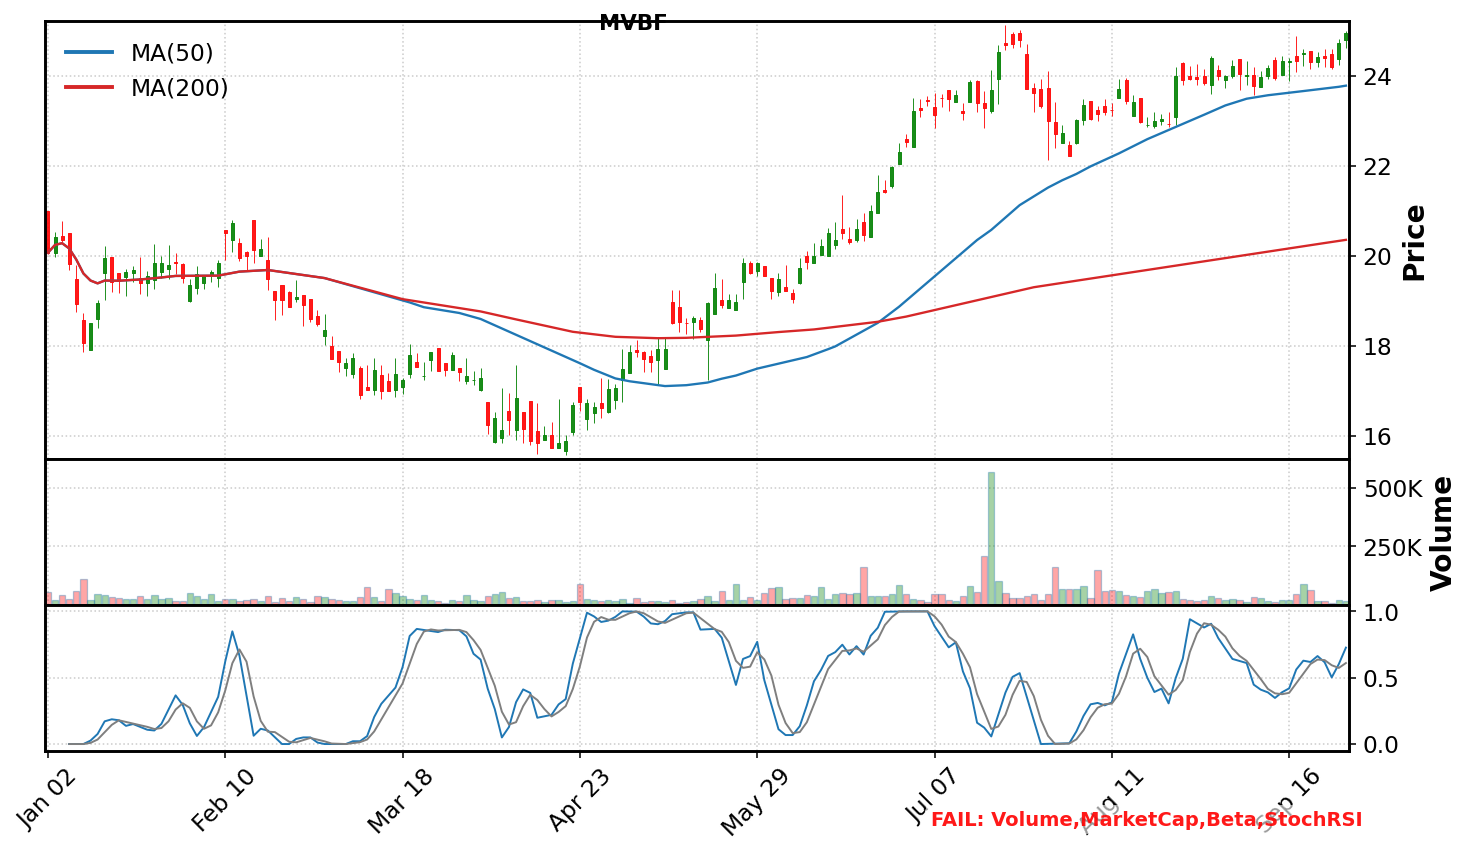 MVBF
MA(50)
MA(200)
24
22
20
18
16
Price
500K
250K
Volume
1.0
0.5
0.0
Jan 02
Feb 10
Mar 18
Apr 23
May 29
Jul 07
Aug 11
Sep 16
FAIL: Volume,MarketCap,Beta,StochRSI